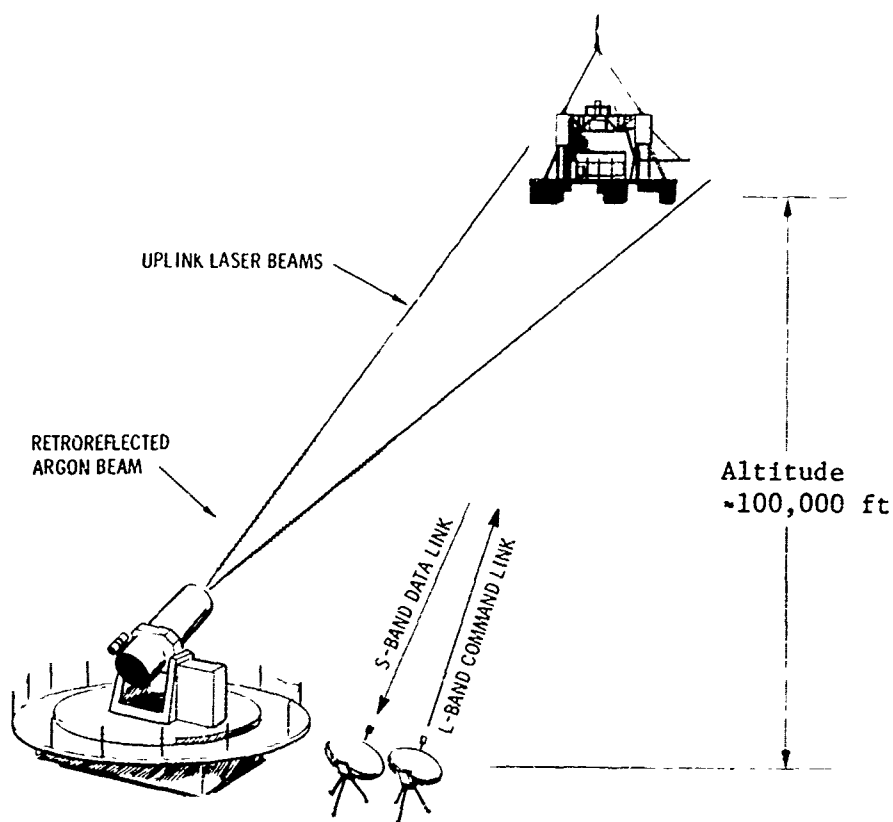 UPLINK LASER BEAMS
RETROREFLECTED
ARGON BEAM
Altitude
≈100,000 ft
S-BAND DATA LINK
L-BAND COMMAND LINK